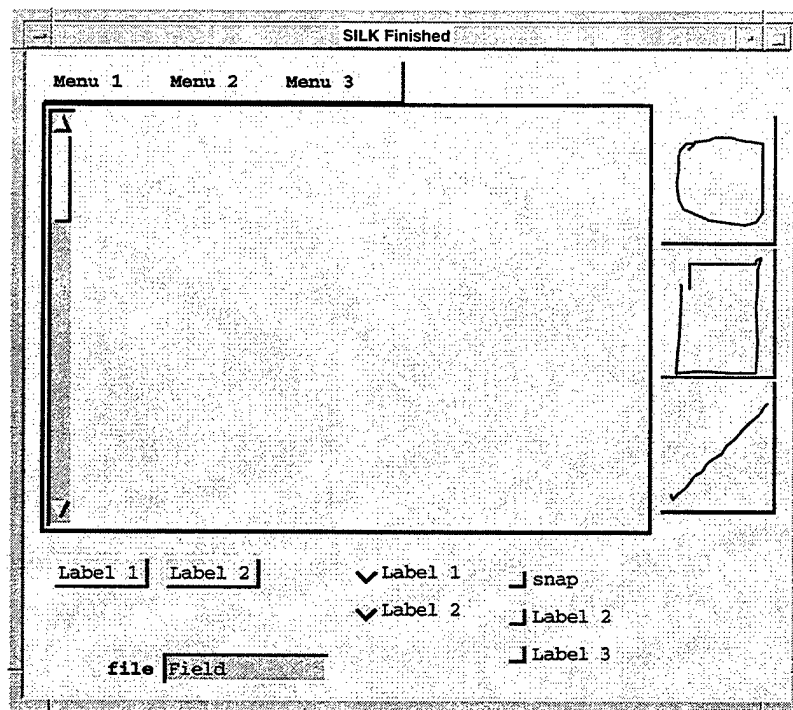 SILK Finished
Menu 1 Menu 2 Menu 3
Label 1 Label 2 Label 1 snap
Label 2 Label 2
file Field Label 3